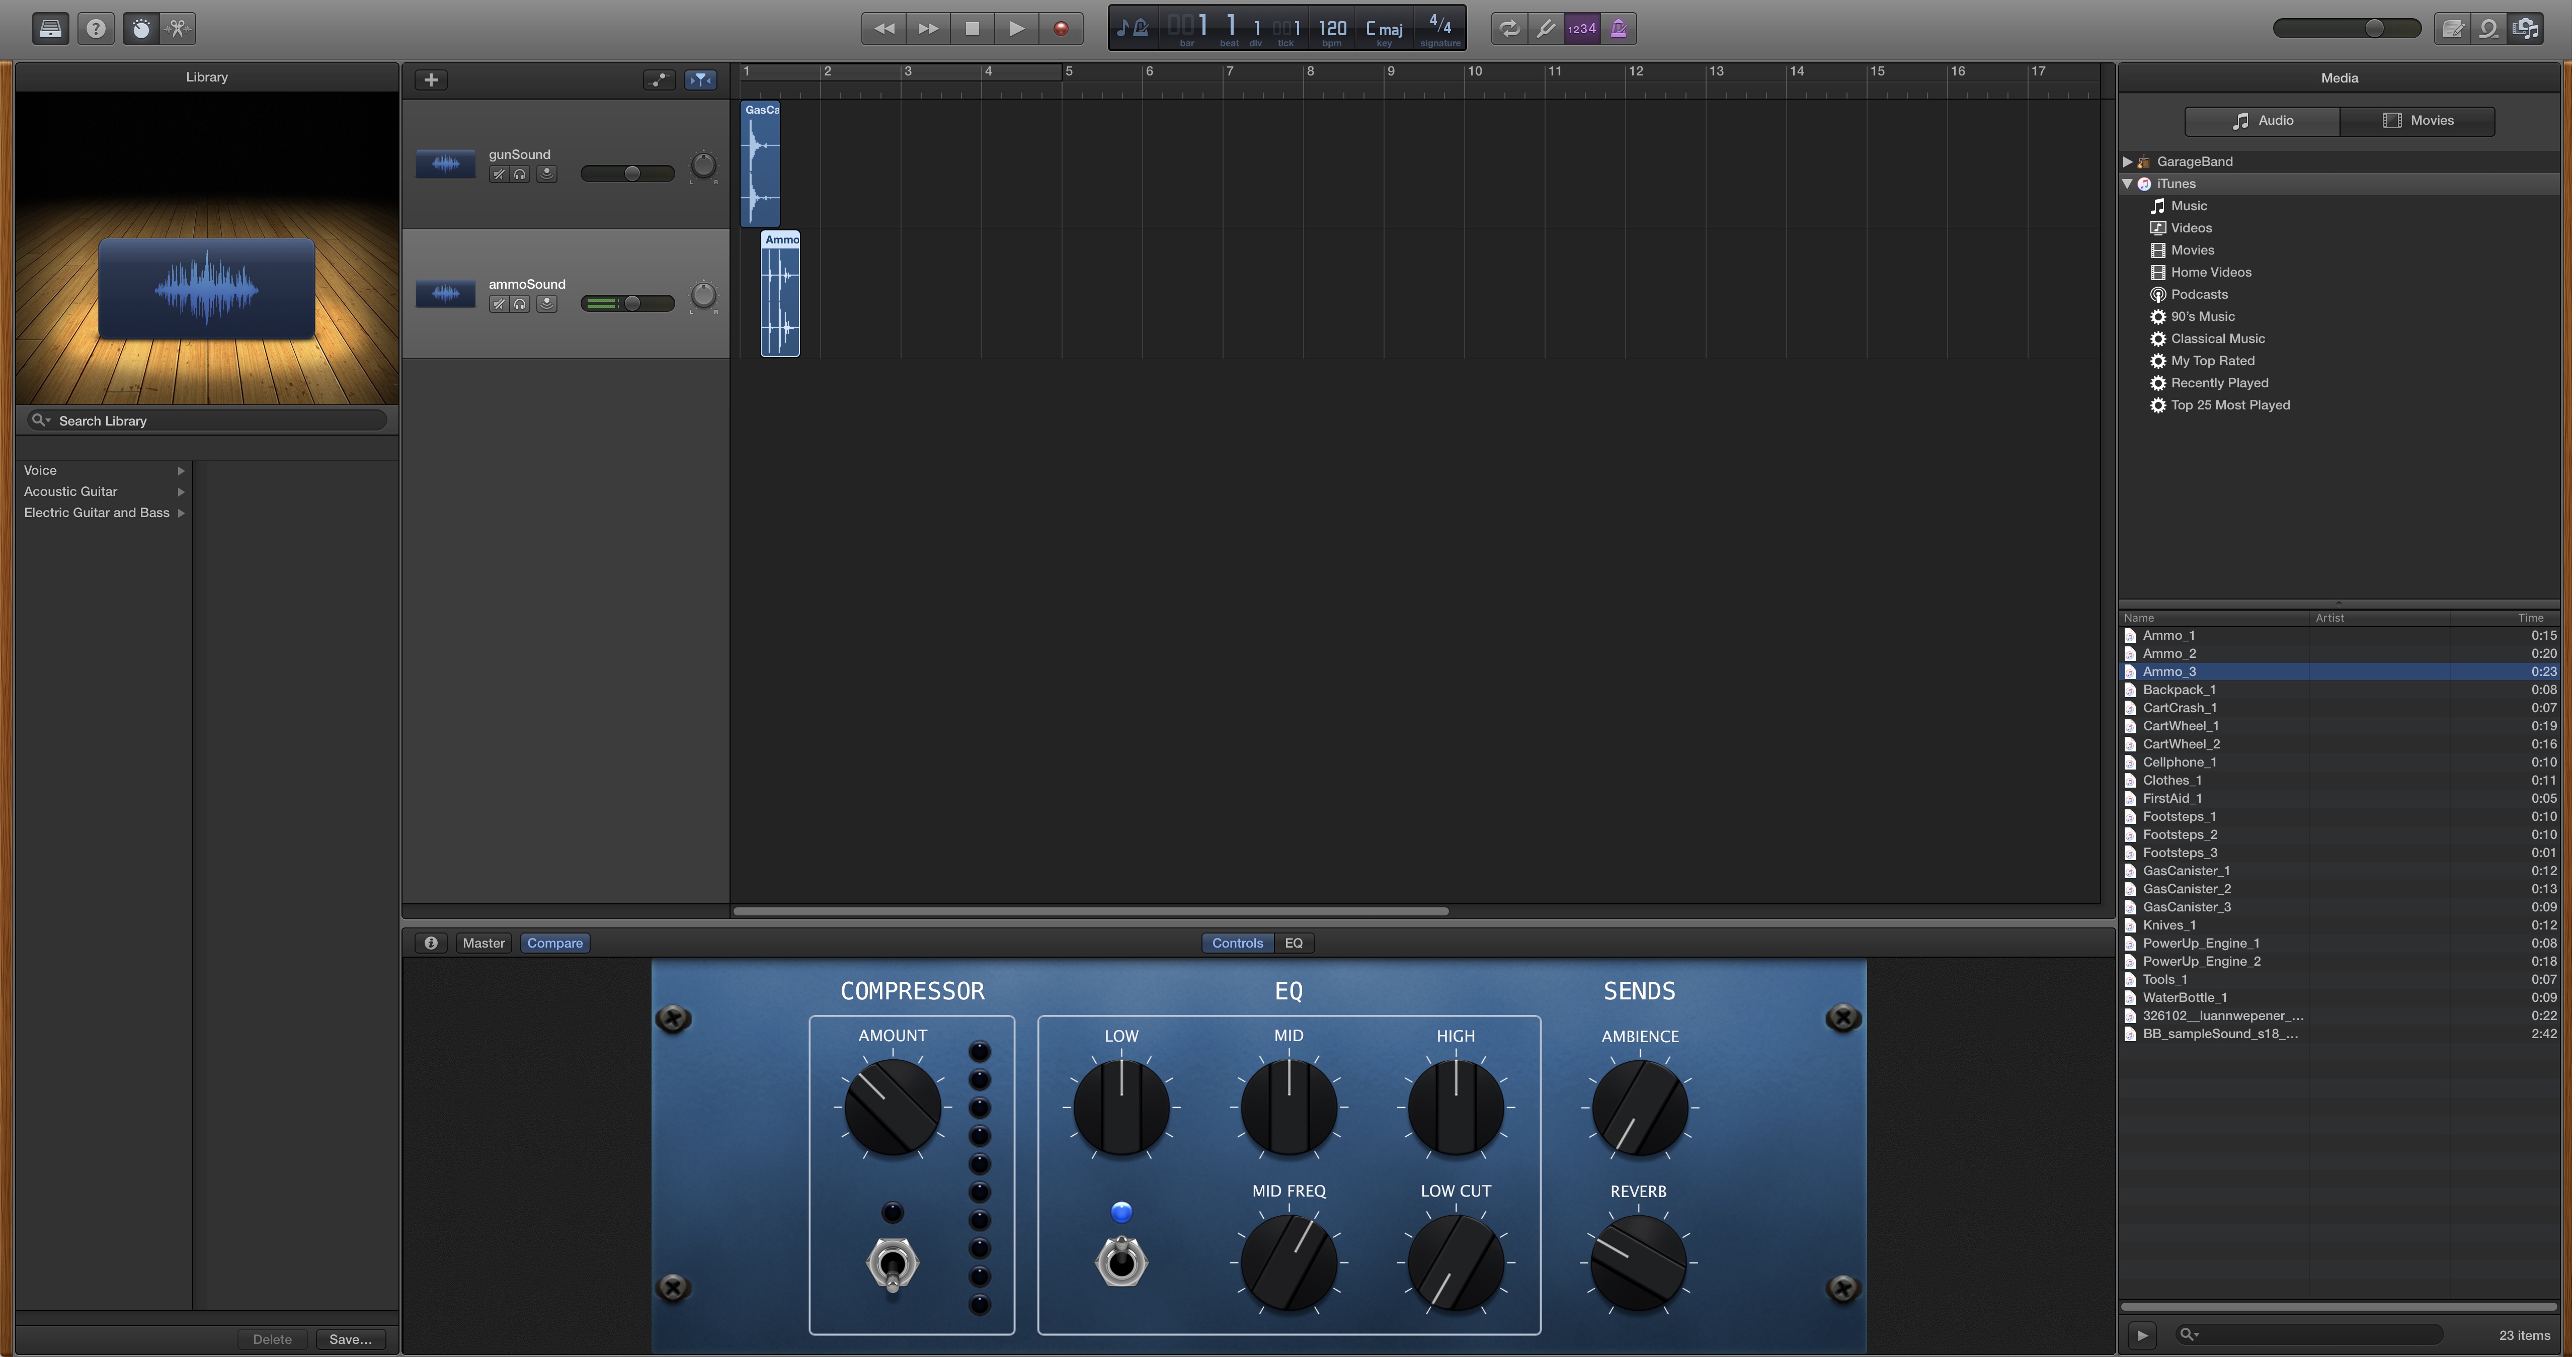 001 1 1 001 120 C maj 4/4
bar beat div tick bpm key signature
1234
Library
1 2 3 4 5 6 7 8 9 10 11 12 13 14 15 16 17
Media
Audio Movies
GasCa
gunSound
L R
Ammo
ammoSound
L R
GarageBand
iTunes
Music
Videos
Movies
Home Videos
Podcasts
90's Music
Classical Music
My Top Rated
Recently Played
Top 25 Most Played
Search Library
Voice
Acoustic Guitar
Electric Guitar and Bass
Delete Save...
Master Compare Controls EQ
COMPRESSOR EQ SENDS
AMOUNT LOW MID HIGH AMBIENCE
MID FREQ LOW CUT REVERB
Name Artist Time
Ammo_1 0:15
Ammo_2 0:20
Ammo_3 0:23
Backpack_1 0:08
CartCrash_1 0:07
CartWheel_1 0:19
CartWheel_2 0:16
Cellphone_1 0:10
Clothes_1 0:11
FirstAid_1 0:05
Footsteps_1 0:10
Footsteps_2 0:10
Footsteps_3 0:01
GasCanister_1 0:12
GasCanister_2 0:13
GasCanister_3 0:09
Knives_1 0:12
PowerUp_Engine_1 0:08
PowerUp_Engine_2 0:18
Tools_1 0:07
WaterBottle_1 0:09
326102__luannwepener_... 0:22
BB_sampleSound_s18_... 2:42
23 items